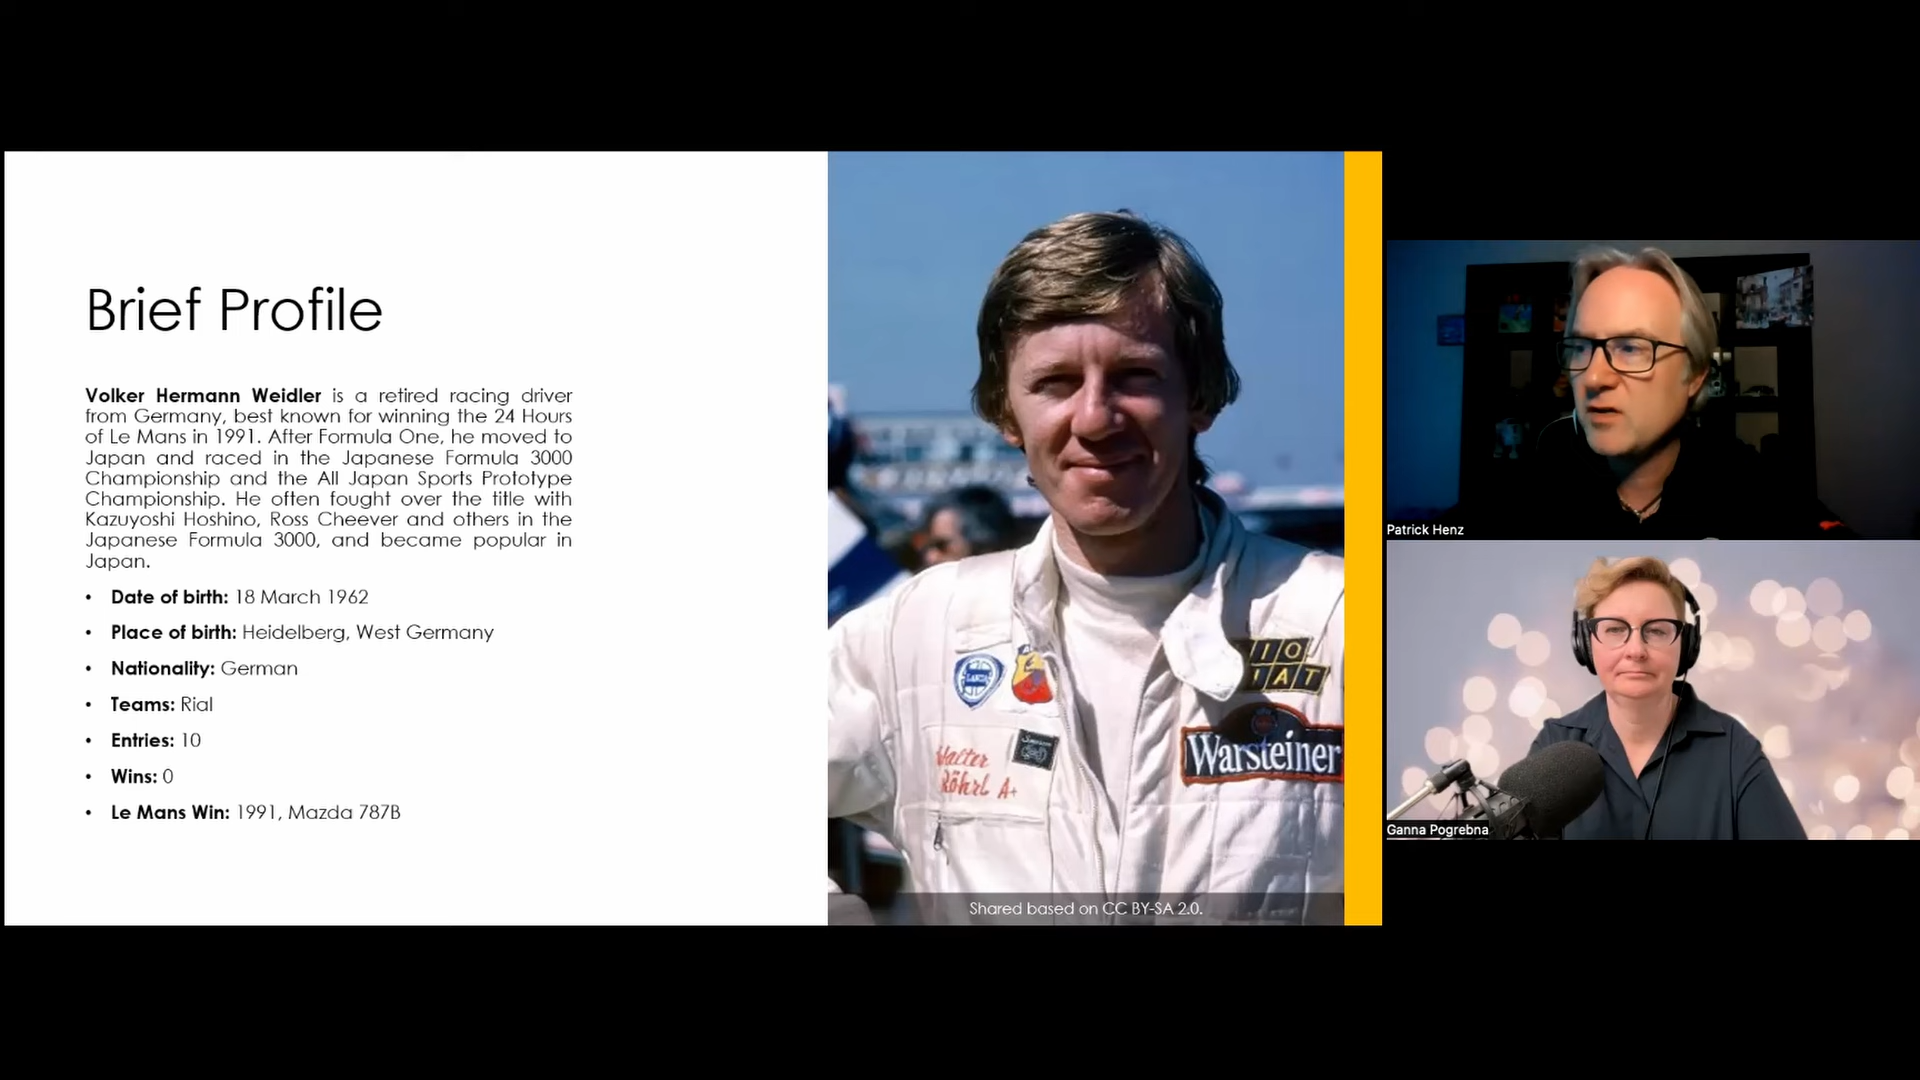 Brief Profile
Volker Hermann Weidler is a retired racing driver
from Germany, best known for winning the 24 Hours
of Le Mans in 1991. After Formula One, he moved to
Japan and raced in the Japanese Formula 3000
Championship and the All Japan Sports Prototype
Championship. He often fought over the title with
Kazuyoshi Hoshino, Ross Cheever and others in the
Japanese Formula 3000, and became popular in
Japan.
• Date of birth: 18 March 1962
• Place of birth: Heidelberg, West Germany
• Nationality: German
• Teams: Rial
• Entries: 10
• Wins: 0
• Le Mans Win: 1991, Mazda 787B
LANCIA
Walter
Röhrl A+
Warsteiner
Shared based on CC BY-SA 2.0.
Patrick Henz
Ganna Pogrebna